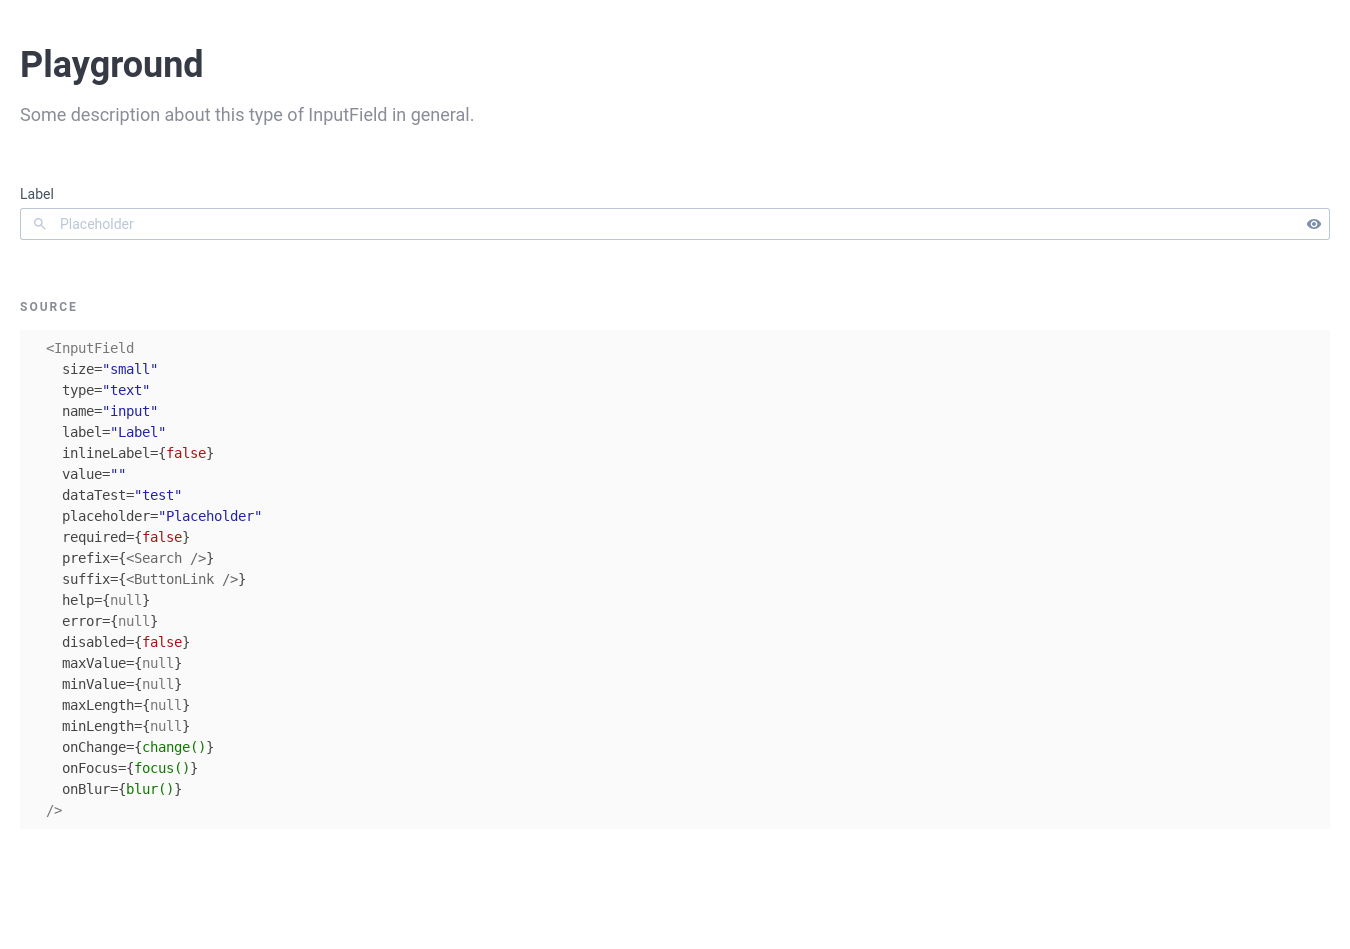 Playground
Some description about this type of InputField in general.
Label
Placeholder
SOURCE
<InputField
size="small"
type="text"
name="input"
label="Label"
inlineLabel={false}
value=""
dataTest="test"
placeholder="Placeholder"
required={false}
prefix={<Search />}
suffix={<ButtonLink />}
help={null}
error={null}
disabled={false}
maxValue={null}
minValue={null}
maxLength={null}
minLength={null}
onChange={change()}
onFocus={focus()}
onBlur={blur()}
/>